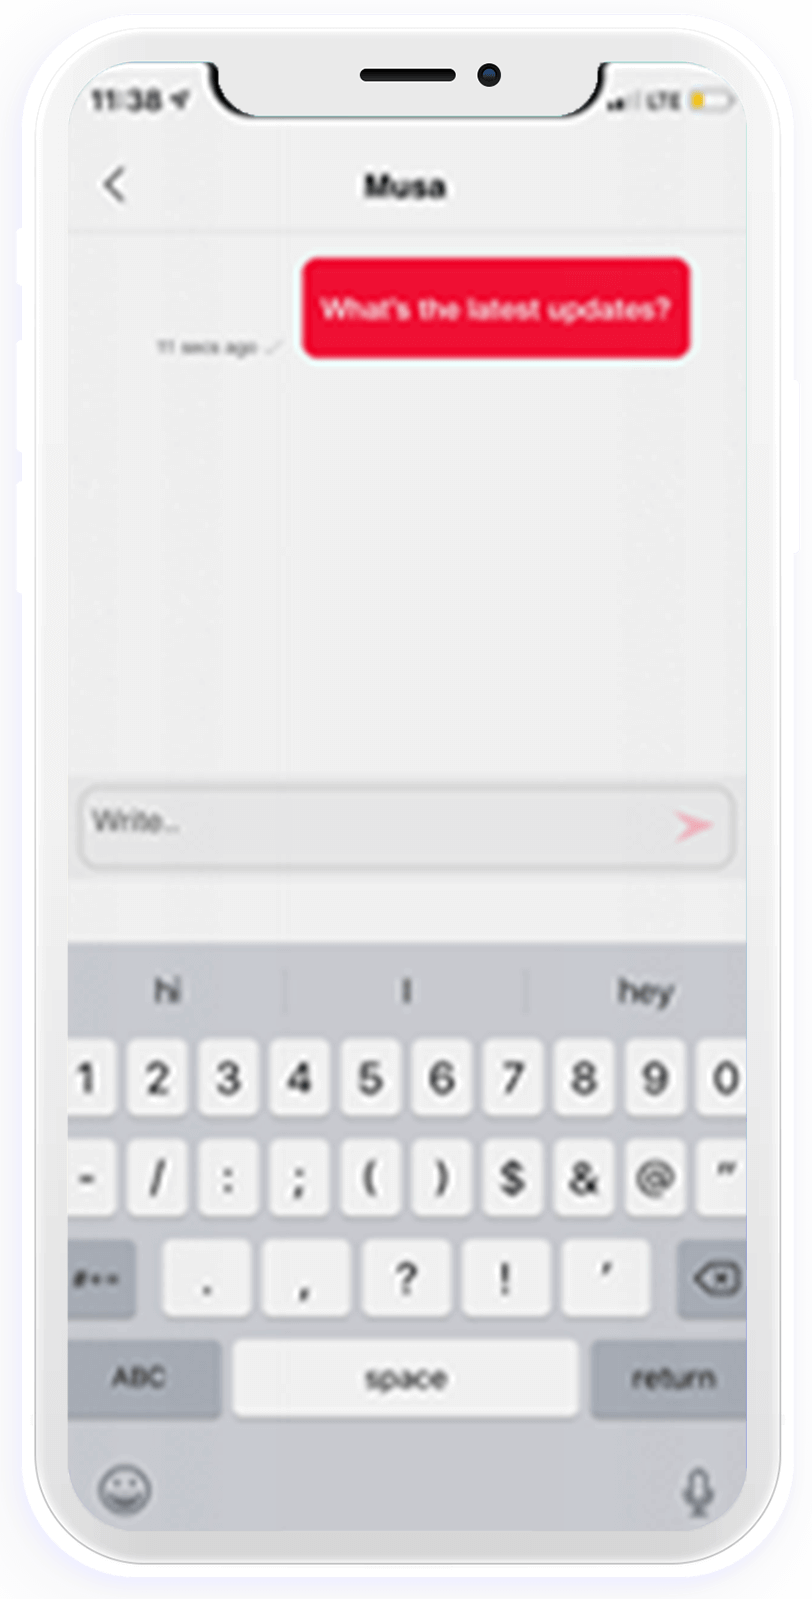 11:38
LTE
Musa
What's the latest updates?
11 secs ago
Write...
hi I hey
1 2 3 4 5 6 7 8 9 0
- / : ; ( ) $ & @ "
#+= . , ? ! '
ABC space return